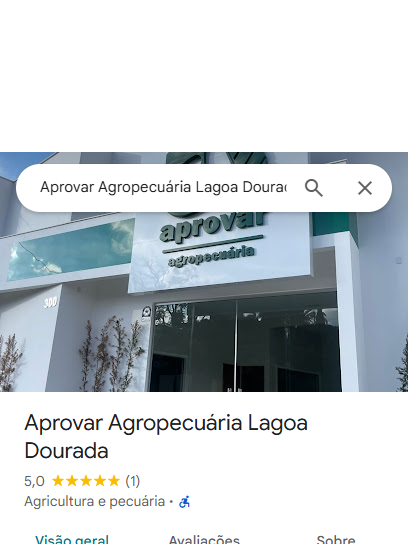 Aprovar Agropecuária Lagoa
aprovar
agropecuária
300
Aprovar Agropecuária Lagoa
Dourada
5,0 (1)
Agricultura e pecuária ·
Visão geral
Avaliações
Sobre